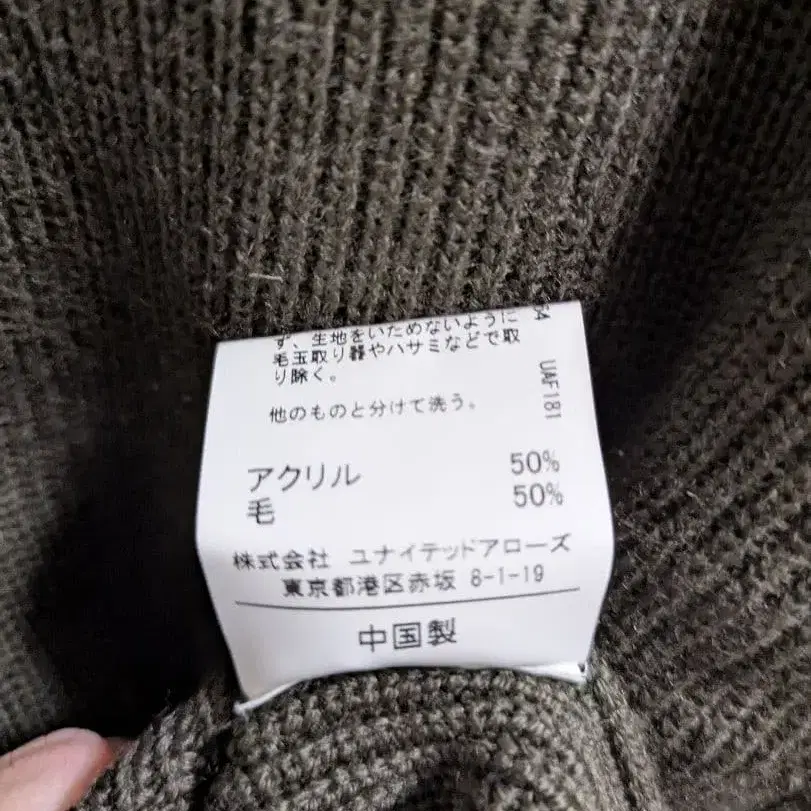 ず、生地をいためないように
毛玉取り器やハサミなどで取
り除く。
他のものと分けて洗う。
UAF181
アクリル 50%
毛 50%
株式会社 ユナイテッドアローズ
東京都港区赤坂 8-1-19
中国製